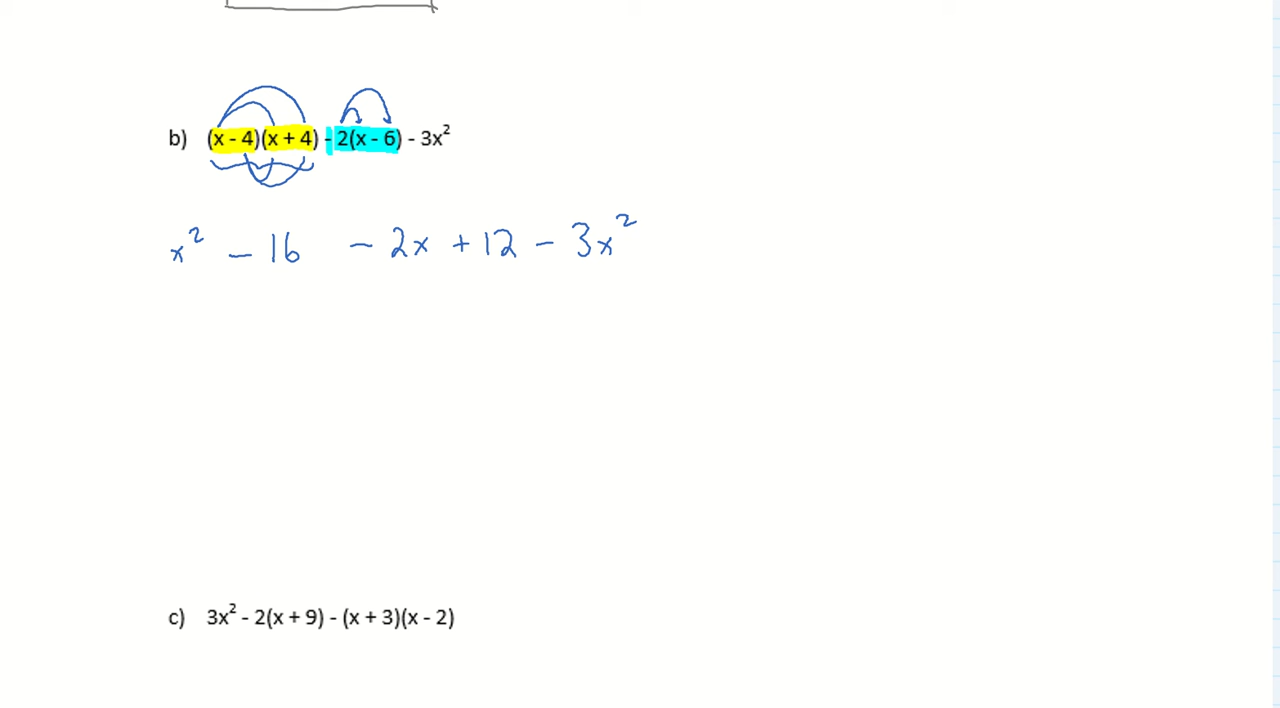 b) (x - 4)(x + 4) - 2(x - 6) - 3x²
x² - 16 - 2x + 12 - 3x²
c) 3x² - 2(x + 9) - (x + 3)(x - 2)